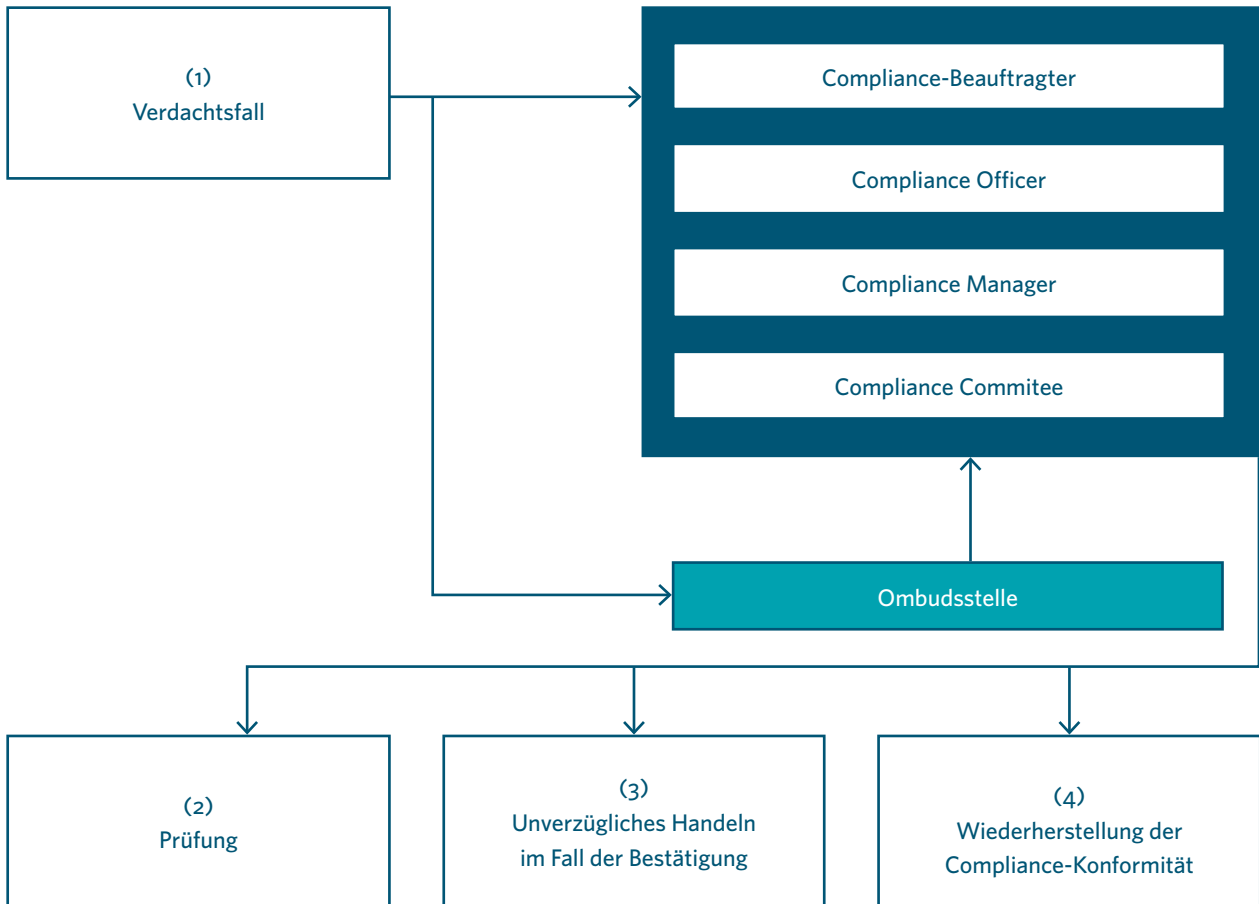 (1)
Verdachtsfall
Compliance-Beauftragter
Compliance Officer
Compliance Manager
Compliance Commitee
Ombudsstelle
(2)
Prüfung
(3)
Unverzügliches Handeln
im Fall der Bestätigung
(4)
Wiederherstellung der
Compliance-Konformität